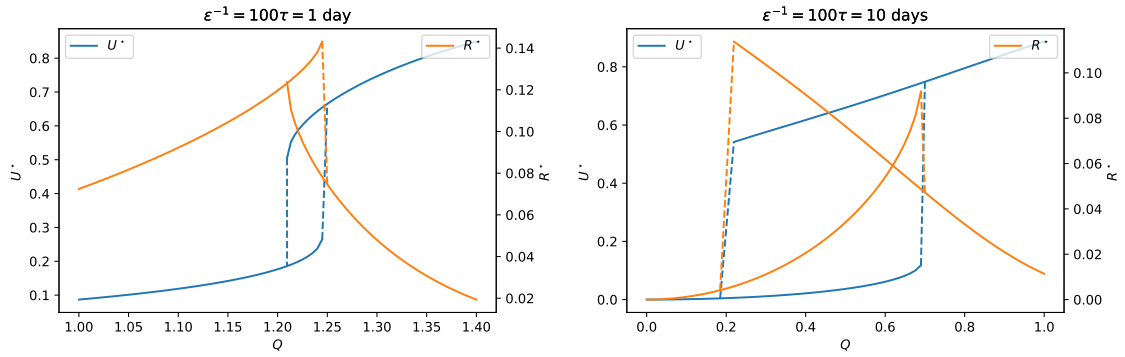 ε⁻¹ = 100τ = 1 day
U⋆
R⋆
0.8
0.7
0.6
0.5
0.4
0.3
0.2
0.1
U⋆
0.14
0.12
0.10
0.08
0.06
0.04
0.02
R⋆
1.00 1.05 1.10 1.15 1.20 1.25 1.30 1.35 1.40
Q
ε⁻¹ = 100τ = 10 days
U⋆
R⋆
0.8
0.6
0.4
0.2
0.0
U⋆
0.10
0.08
0.06
0.04
0.02
0.00
R⋆
0.0 0.2 0.4 0.6 0.8 1.0
Q